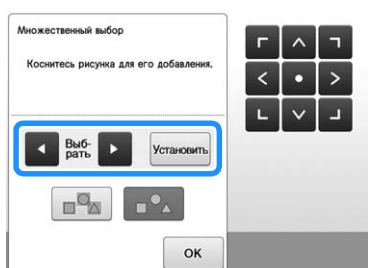 Множественный выбор
Коснитесь рисунка для его добавления.
Выб-
рать
Установить
OK